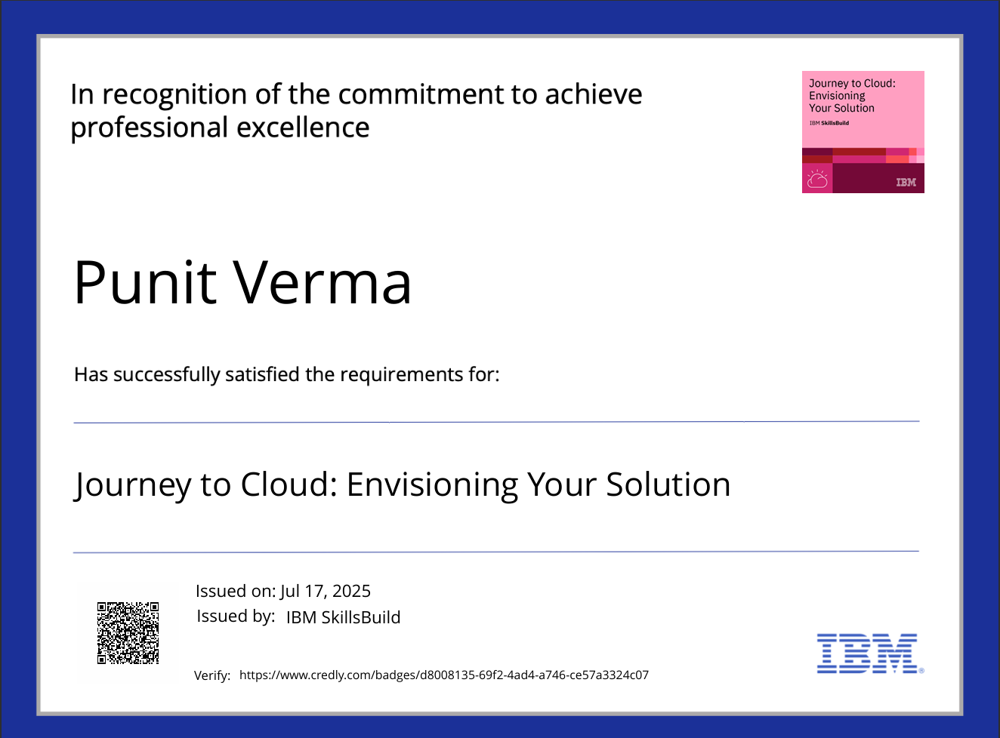 In recognition of the commitment to achieve
professional excellence
Journey to Cloud:
Envisioning
Your Solution
IBM SkillsBuild
IBM
Punit Verma
Has successfully satisfied the requirements for:
Journey to Cloud: Envisioning Your Solution
Issued on: Jul 17, 2025
Issued by: IBM SkillsBuild
Verify: https://www.credly.com/badges/d8008135-69f2-4ad4-a746-ce57a3324c07
IBM®